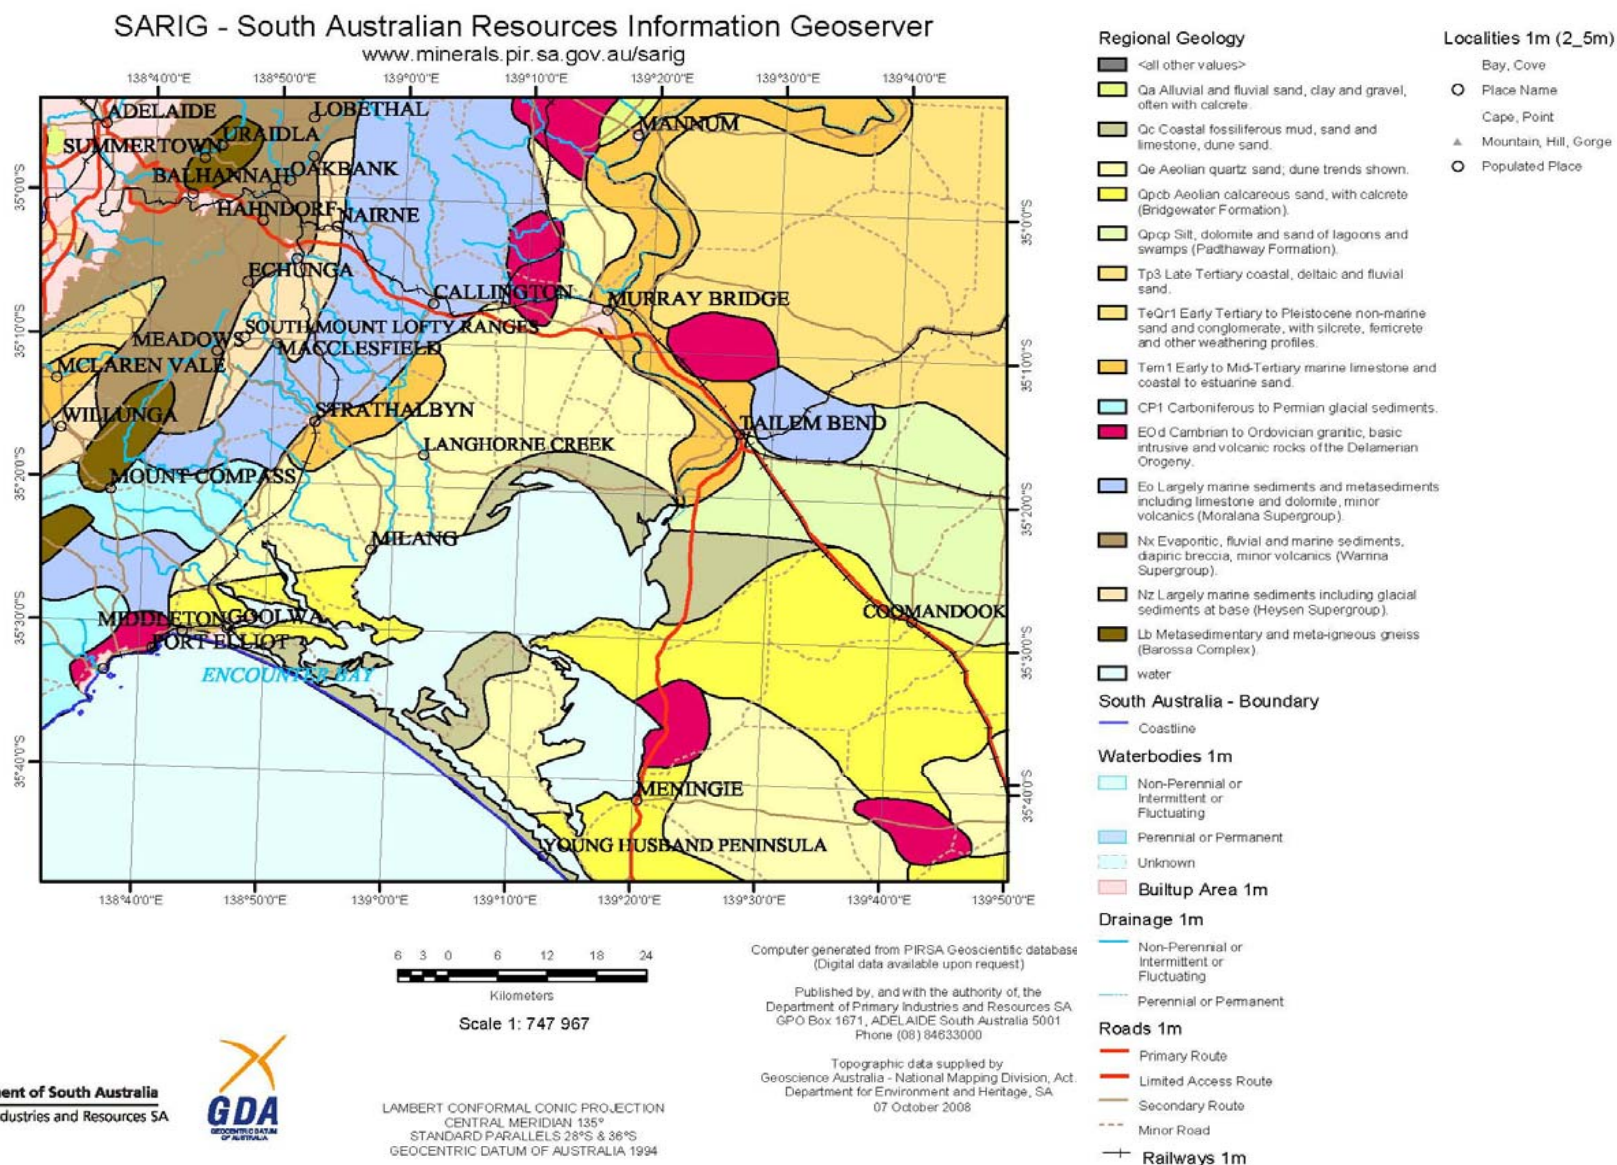 SARIG - South Australian Resources Information Geoserver
www.minerals.pir.sa.gov.au/sarig
138°40'0"E 138°50'0"E 139°0'0"E 139°10'0"E 139°20'0"E 139°30'0"E 139°40'0"E
35°0'0"S
35°10'0"S
35°20'0"S
35°30'0"S
35°40'0"S
ADELAIDE
LOBETHAL
MANNUM
URAIDLA
SUMMERTOWN
OAKBANK
BALHANNAH
HAHNDORF
NAIRNE
ECHUNGA
CALLINGTON
MURRAY BRIDGE
SOUTH MOUNT LOFTY RANGES
MEADOWS
MACCLESFIELD
MCLAREN VALE
WILLUNGA
STRATHALBYN
TAILEM BEND
LANGHORNE CREEK
MOUNT COMPASS
MILANG
COOMANDOOK
MIDDLETON
GOOLWA
PORT ELLIOT
ENCOUNTER BAY
MENINGIE
YOUNG HUSBAND PENINSULA
35°0'0"S
35°10'0"S
35°20'0"S
35°30'0"S
35°40'0"S
138°40'0"E 138°50'0"E 139°0'0"E 139°10'0"E 139°20'0"E 139°30'0"E 139°40'0"E 139°50'0"E
6 3 0 6 12 18 24
Kilometers
Scale 1: 747 967
LAMBERT CONFORMAL CONIC PROJECTION
CENTRAL MERIDIAN 135°
STANDARD PARALLELS 28°S & 36°S
GEOCENTRIC DATUM OF AUSTRALIA 1994
ent of South Australia
dustries and Resources SA
GDA
GEOCENTRIC DATUM
OF AUSTRALIA
Computer generated from PIRSA Geoscientific database
(Digital data available upon request)
Published by, and with the authority of, the
Department of Primary Industries and Resources SA
GPO Box 1671, ADELAIDE South Australia 5001
Phone (08) 84633000
Topographic data supplied by
Geoscience Australia - National Mapping Division, Act.
Department for Environment and Heritage, SA
07 October 2008
Regional Geology
<all other values>
Qa Alluvial and fluvial sand, clay and gravel,
often with calcrete.
Qc Coastal fossiliferous mud, sand and
limestone, dune sand.
Qe Aeolian quartz sand; dune trends shown.
Qpcb Aeolian calcareous sand, with calcrete
(Bridgewater Formation).
Qpcp Silt, dolomite and sand of lagoons and
swamps (Padthaway Formation).
Tp3 Late Tertiary coastal, deltaic and fluvial
sand.
TeQr1 Early Tertiary to Pleistocene non-marine
sand and conglomerate, with silcrete, ferricrete
and other weathering profiles.
Tem1 Early to Mid-Tertiary marine limestone and
coastal to estuarine sand.
CP1 Carboniferous to Permian glacial sediments.
EOd Cambrian to Ordovician granitic, basic
intrusive and volcanic rocks of the Delamerian
Orogeny.
Eo Largely marine sediments and metasediments
including limestone and dolomite, minor
volcanics (Moralana Supergroup).
Nx Evaporitic, fluvial and marine sediments,
diapiric breccia, minor volcanics (Warrina
Supergroup).
Nz Largely marine sediments including glacial
sediments at base (Heysen Supergroup).
Lb Metasedimentary and meta-igneous gneiss
(Barossa Complex).
water
South Australia - Boundary
Coastline
Waterbodies 1m
Non-Perennial or
Intermittent or
Fluctuating
Perennial or Permanent
Unknown
Builtup Area 1m
Drainage 1m
Non-Perennial or
Intermittent or
Fluctuating
Perennial or Permanent
Roads 1m
Primary Route
Limited Access Route
Secondary Route
Minor Road
Railways 1m
Localities 1m (2_5m)
Bay, Cove
Place Name
Cape, Point
Mountain, Hill, Gorge
Populated Place